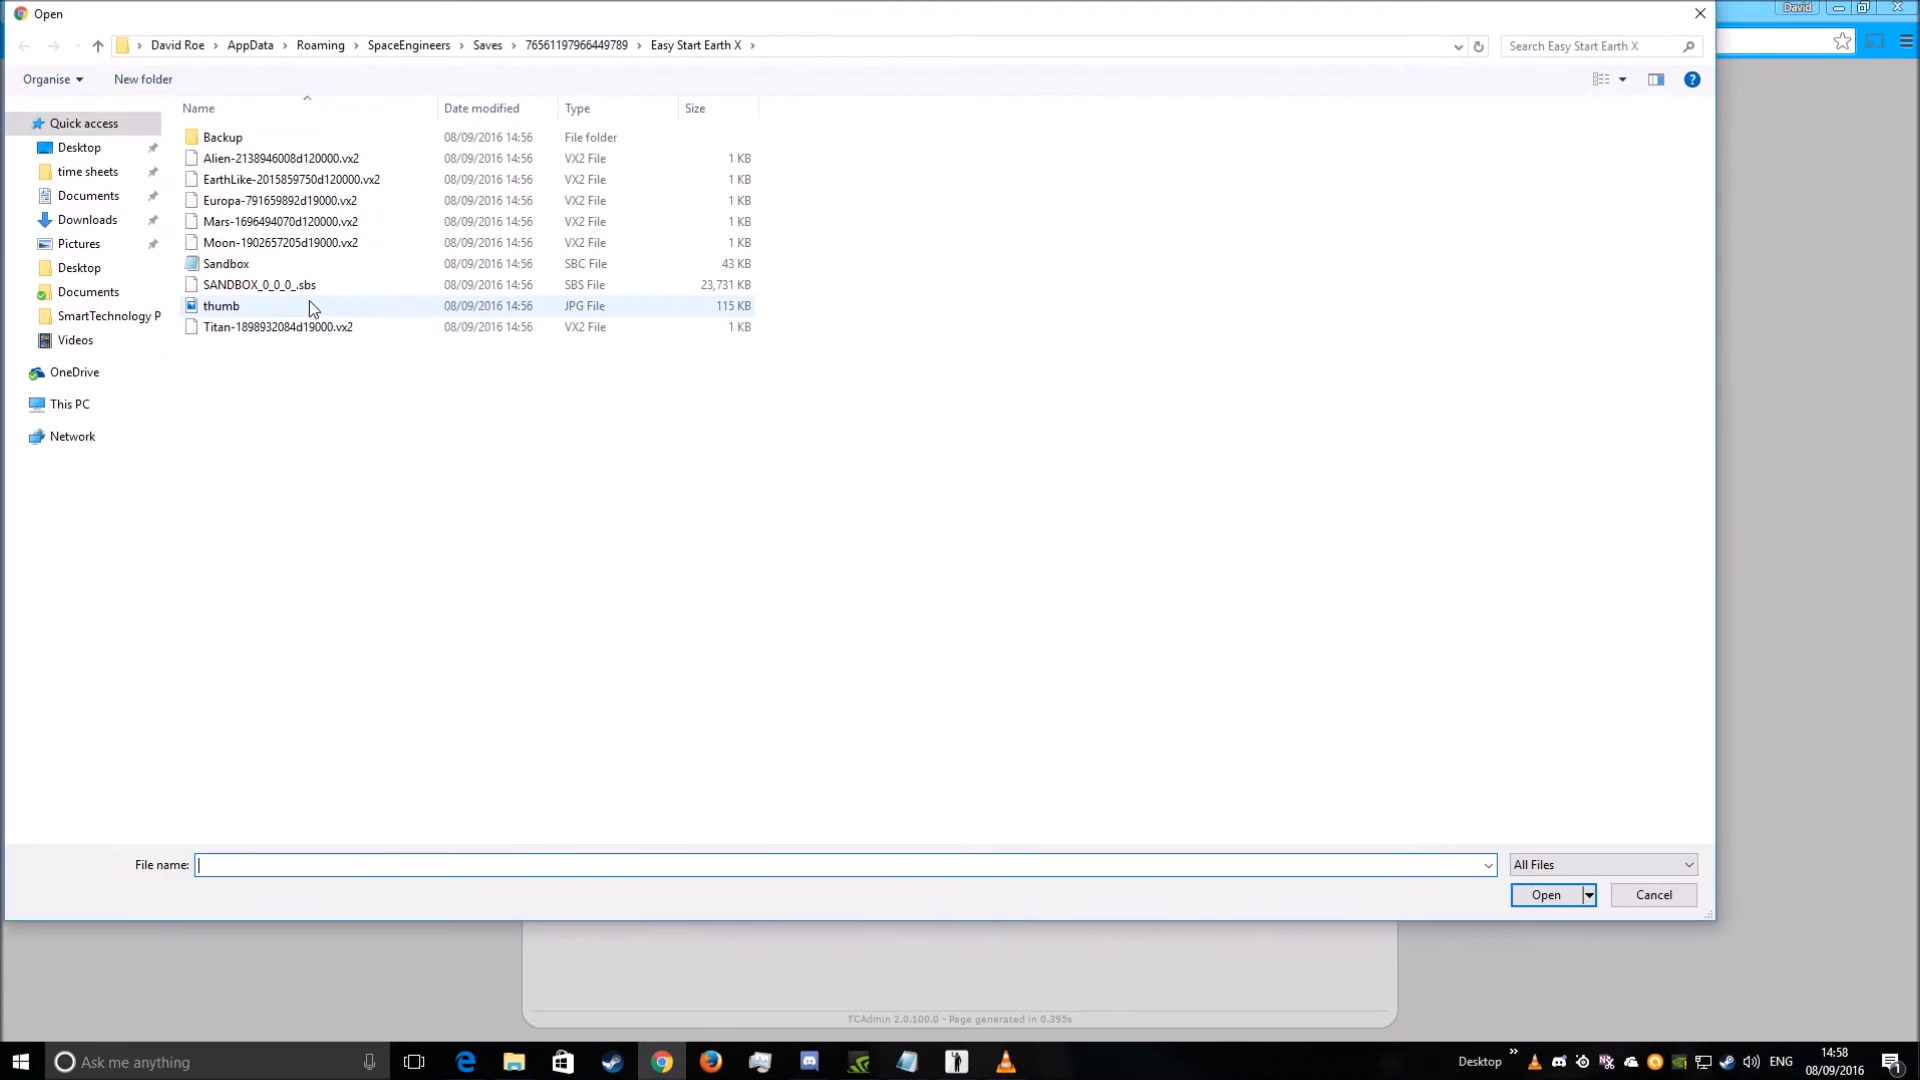 Open
David
David Roe › AppData › Roaming › SpaceEngineers › Saves › 76561197966449789 › Easy Start Earth X ›
Search Easy Start Earth X
Organise
New folder
Name Date modified Type Size
Quick access
Desktop
time sheets
Documents
Downloads
Pictures
Desktop
Documents
SmartTechnology P
Videos
OneDrive
This PC
Network
Backup 08/09/2016 14:56 File folder
Alien-2138946008d120000.vx2 08/09/2016 14:56 VX2 File 1 KB
EarthLike-2015859750d120000.vx2 08/09/2016 14:56 VX2 File 1 KB
Europa-791659892d19000.vx2 08/09/2016 14:56 VX2 File 1 KB
Mars-1696494070d120000.vx2 08/09/2016 14:56 VX2 File 1 KB
Moon-1902657205d19000.vx2 08/09/2016 14:56 VX2 File 1 KB
Sandbox 08/09/2016 14:56 SBC File 43 KB
SANDBOX_0_0_0_.sbs 08/09/2016 14:56 SBS File 23,731 KB
thumb 08/09/2016 14:56 JPG File 115 KB
Titan-1898932084d19000.vx2 08/09/2016 14:56 VX2 File 1 KB
File name:
All Files
Open
Cancel
TCAdmin 2.0.100.0 - Page generated in 0.395s
Ask me anything
Desktop
ENG
14:58
08/09/2016
1